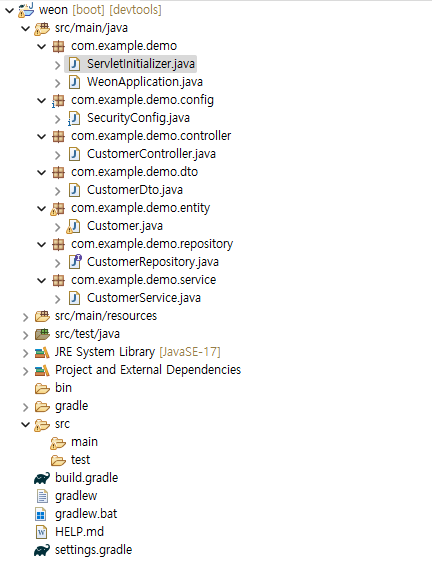 weon [boot] [devtools]
src/main/java
com.example.demo
ServletInitializer.java
WeonApplication.java
com.example.demo.config
SecurityConfig.java
com.example.demo.controller
CustomerController.java
com.example.demo.dto
CustomerDto.java
com.example.demo.entity
Customer.java
com.example.demo.repository
CustomerRepository.java
com.example.demo.service
CustomerService.java
src/main/resources
src/test/java
JRE System Library [JavaSE-17]
Project and External Dependencies
bin
gradle
src
main
test
build.gradle
gradlew
gradlew.bat
HELP.md
settings.gradle